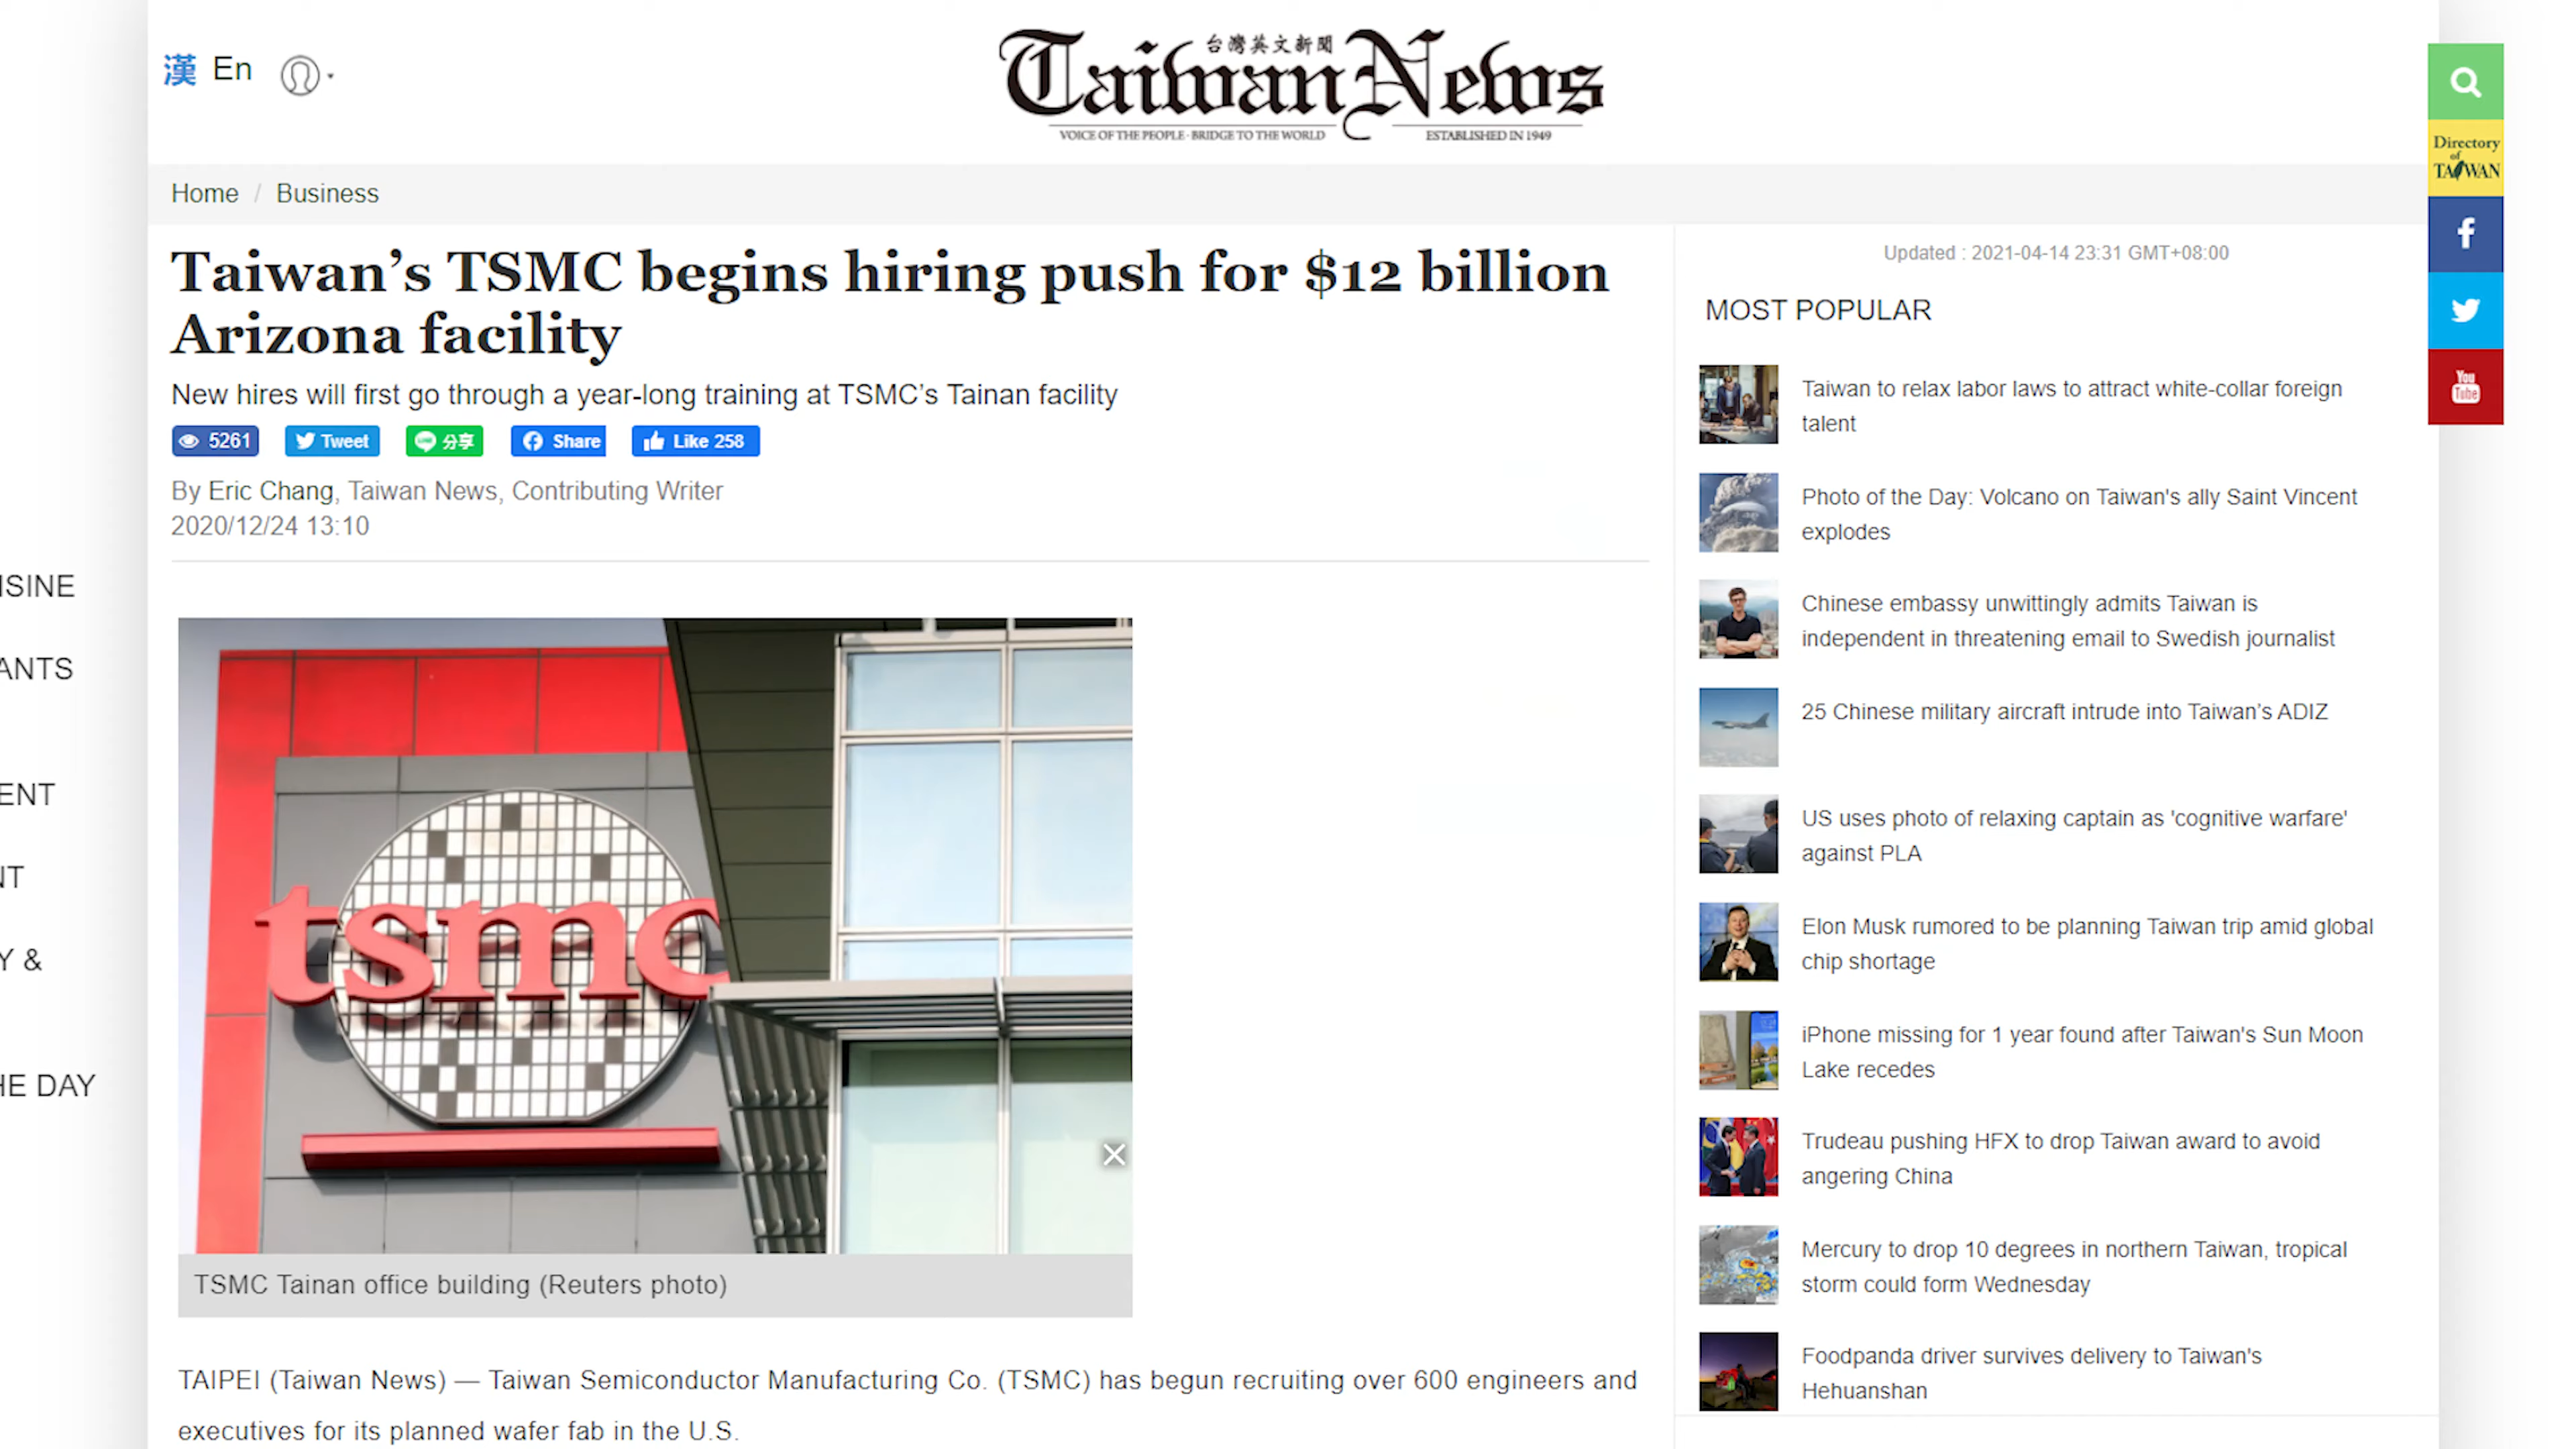 漢 En
台灣英文新聞
Taiwan News
VOICE OF THE PEOPLE · BRIDGE TO THE WORLD ESTABLISHED IN 1949
Directory
of
TAIWAN
Home / Business
Taiwan’s TSMC begins hiring push for $12 billion
Arizona facility
New hires will first go through a year-long training at TSMC’s Tainan facility
5261 Tweet 分享 Share Like 258
By Eric Chang, Taiwan News, Contributing Writer
2020/12/24 13:10
ISINE
ANTS
ENT
NT
Y &
HE DAY
tsmc
TSMC Tainan office building (Reuters photo)
TAIPEI (Taiwan News) — Taiwan Semiconductor Manufacturing Co. (TSMC) has begun recruiting over 600 engineers and
executives for its planned wafer fab in the U.S.
Updated : 2021-04-14 23:31 GMT+08:00
MOST POPULAR
Taiwan to relax labor laws to attract white-collar foreign
talent
Photo of the Day: Volcano on Taiwan's ally Saint Vincent
explodes
Chinese embassy unwittingly admits Taiwan is
independent in threatening email to Swedish journalist
25 Chinese military aircraft intrude into Taiwan’s ADIZ
US uses photo of relaxing captain as 'cognitive warfare'
against PLA
Elon Musk rumored to be planning Taiwan trip amid global
chip shortage
iPhone missing for 1 year found after Taiwan's Sun Moon
Lake recedes
Trudeau pushing HFX to drop Taiwan award to avoid
angering China
Mercury to drop 10 degrees in northern Taiwan, tropical
storm could form Wednesday
Foodpanda driver survives delivery to Taiwan's
Hehuanshan
You
Tube